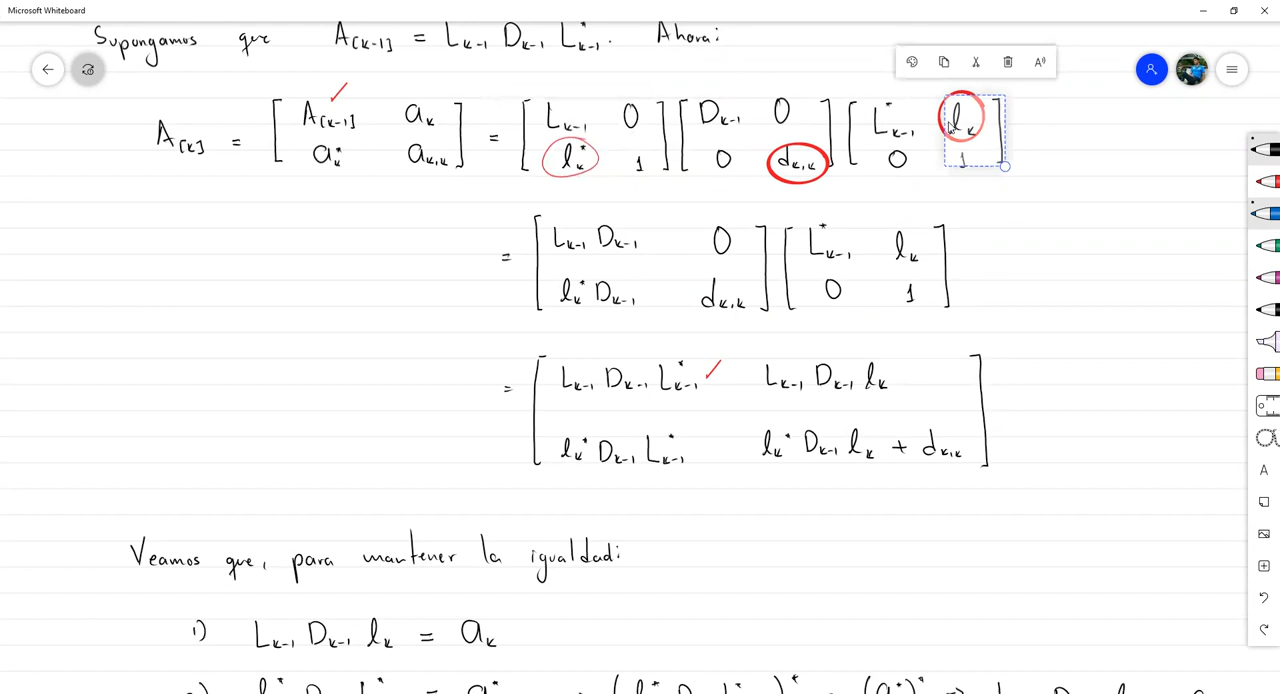 Microsoft Whiteboard
Supongamos que A[k-1] = Lk-1 Dk-1 L*k-1. Ahora:
A[k] = [ A[k-1] ak ; a*k ak,k ] = [ Lk-1 0 ; l*k 1 ] [ Dk-1 0 ; 0 dk,k ] [ L*k-1 lk ; 0 1 ]
= [ Lk-1 Dk-1 0 ; l*k Dk-1 dk,k ] [ L*k-1 lk ; 0 1 ]
= [ Lk-1 Dk-1 L*k-1 Lk-1 Dk-1 lk ; l*k Dk-1 L*k-1 l*k Dk-1 lk + dk,k ]
Veamos que, para mantener la igualdad:
1) Lk-1 Dk-1 lk = ak